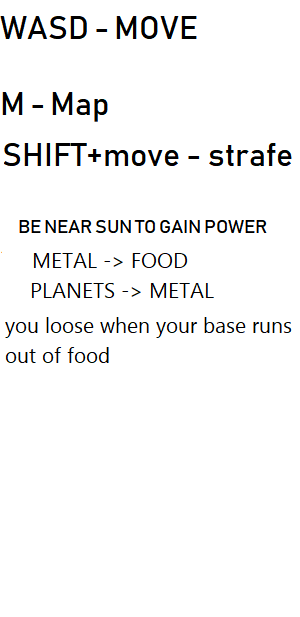 WASD - MOVE
M - Map
SHIFT+move - strafe
BE NEAR SUN TO GAIN POWER
METAL -> FOOD
PLANETS -> METAL
you loose when your base runs
out of food